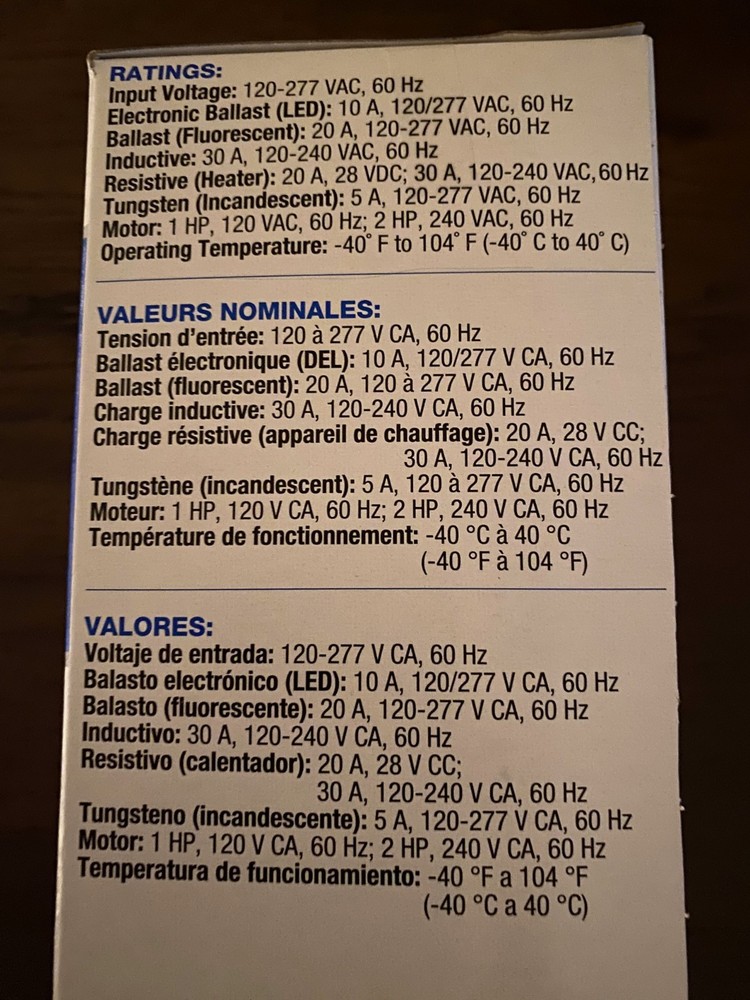 RATINGS:
Input Voltage: 120-277 VAC, 60 Hz
Electronic Ballast (LED): 10 A, 120/277 VAC, 60 Hz
Ballast (Fluorescent): 20 A, 120-277 VAC, 60 Hz
Inductive: 30 A, 120-240 VAC, 60 Hz
Resistive (Heater): 20 A, 28 VDC; 30 A, 120-240 VAC, 60 Hz
Tungsten (Incandescent): 5 A, 120-277 VAC, 60 Hz
Motor: 1 HP, 120 VAC, 60 Hz; 2 HP, 240 VAC, 60 Hz
Operating Temperature: -40° F to 104° F (-40° C to 40° C)
VALEURS NOMINALES:
Tension d'entrée: 120 à 277 V CA, 60 Hz
Ballast électronique (DEL): 10 A, 120/277 V CA, 60 Hz
Ballast (fluorescent): 20 A, 120 à 277 V CA, 60 Hz
Charge inductive: 30 A, 120-240 V CA, 60 Hz
Charge résistive (appareil de chauffage): 20 A, 28 V CC;
30 A, 120-240 V CA, 60 Hz
Tungstène (incandescent): 5 A, 120 à 277 V CA, 60 Hz
Moteur: 1 HP, 120 V CA, 60 Hz; 2 HP, 240 V CA, 60 Hz
Température de fonctionnement: -40 °C à 40 °C
(-40 °F à 104 °F)
VALORES:
Voltaje de entrada: 120-277 V CA, 60 Hz
Balasto electrónico (LED): 10 A, 120/277 V CA, 60 Hz
Balasto (fluorescente): 20 A, 120-277 V CA, 60 Hz
Inductivo: 30 A, 120-240 V CA, 60 Hz
Resistivo (calentador): 20 A, 28 V CC;
30 A, 120-240 V CA, 60 Hz
Tungsteno (incandescente): 5 A, 120-277 V CA, 60 Hz
Motor: 1 HP, 120 V CA, 60 Hz; 2 HP, 240 V CA, 60 Hz
Temperatura de funcionamiento: -40 °F a 104 °F
(-40 °C a 40 °C)